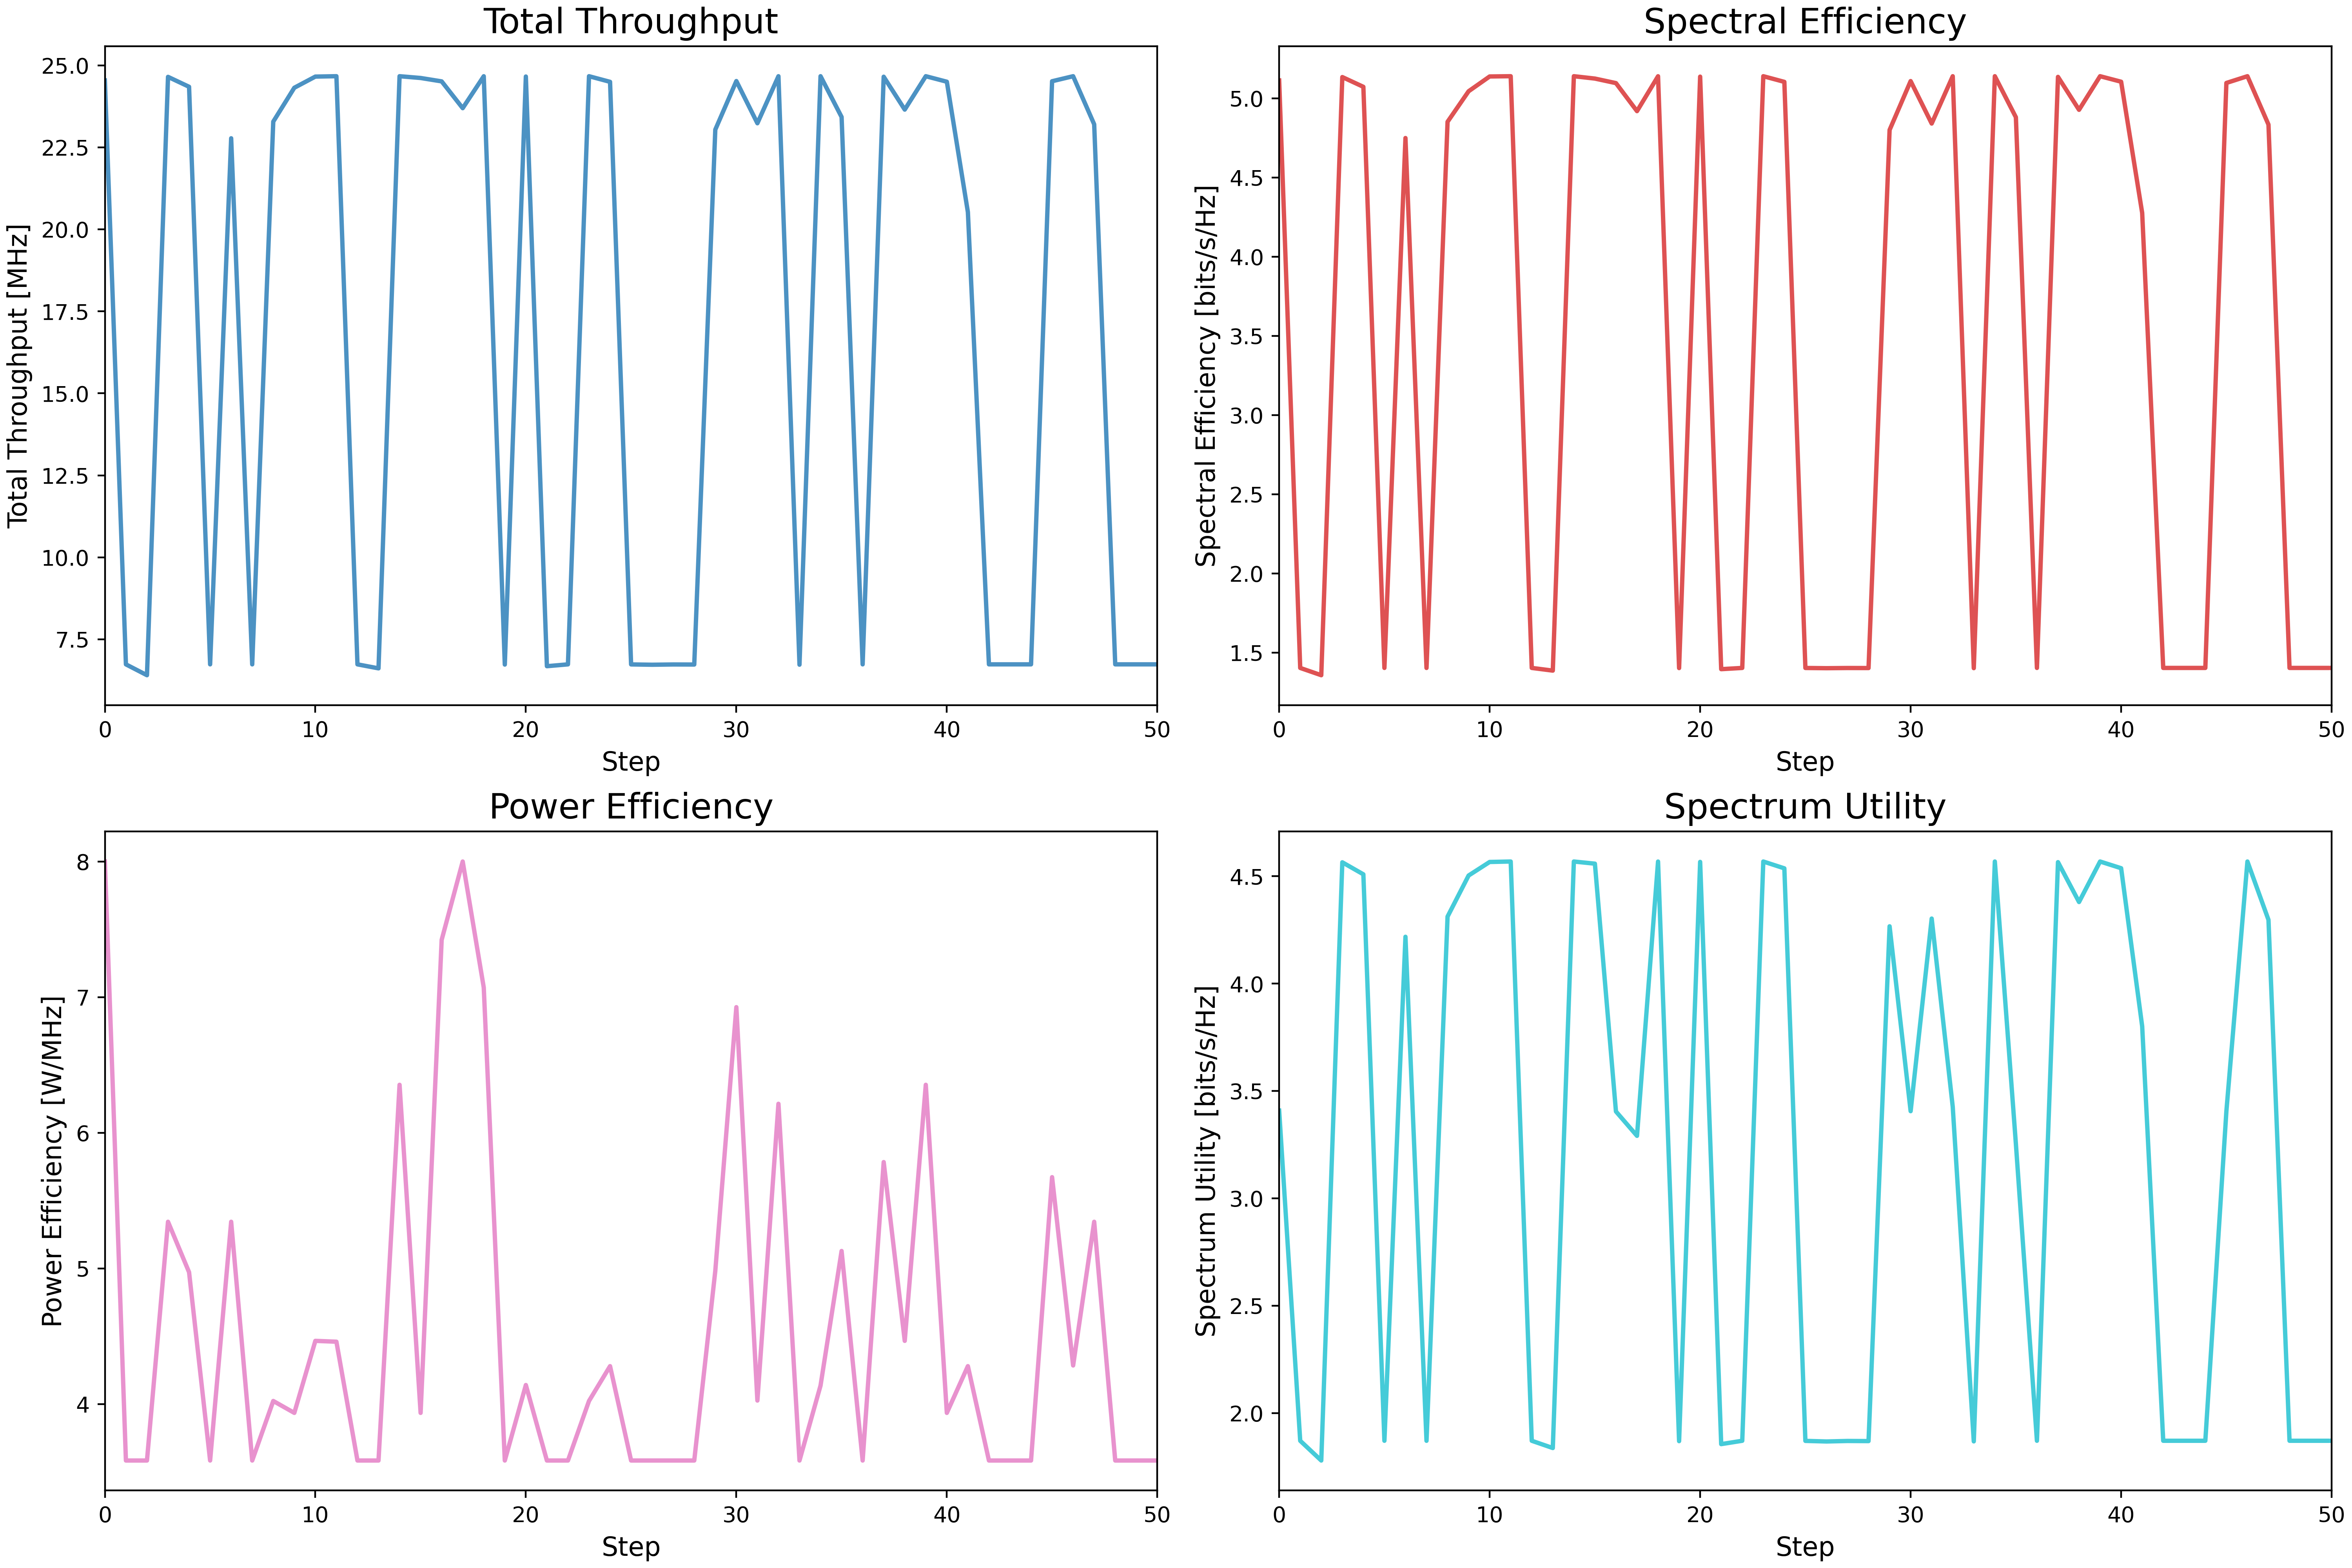 Total Throughput
Total Throughput [MHz]
25.0
22.5
20.0
17.5
15.0
12.5
10.0
7.5
0 10 20 30 40 50
Step
Spectral Efficiency
Spectral Efficiency [bits/s/Hz]
5.0
4.5
4.0
3.5
3.0
2.5
2.0
1.5
0 10 20 30 40 50
Step
Power Efficiency
Power Efficiency [W/MHz]
8
7
6
5
4
0 10 20 30 40 50
Step
Spectrum Utility
Spectrum Utility [bits/s/Hz]
4.5
4.0
3.5
3.0
2.5
2.0
0 10 20 30 40 50
Step